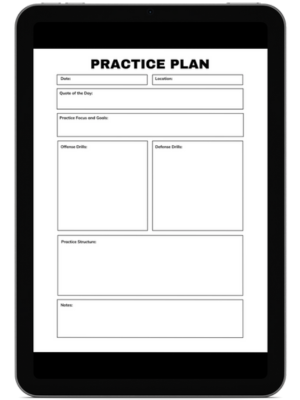 PRACTICE PLAN
Date:
Location:
Quote of the Day:
Practice Focus and Goals:
Offense Drills:
Defense Drills:
Practice Structure:
Notes: